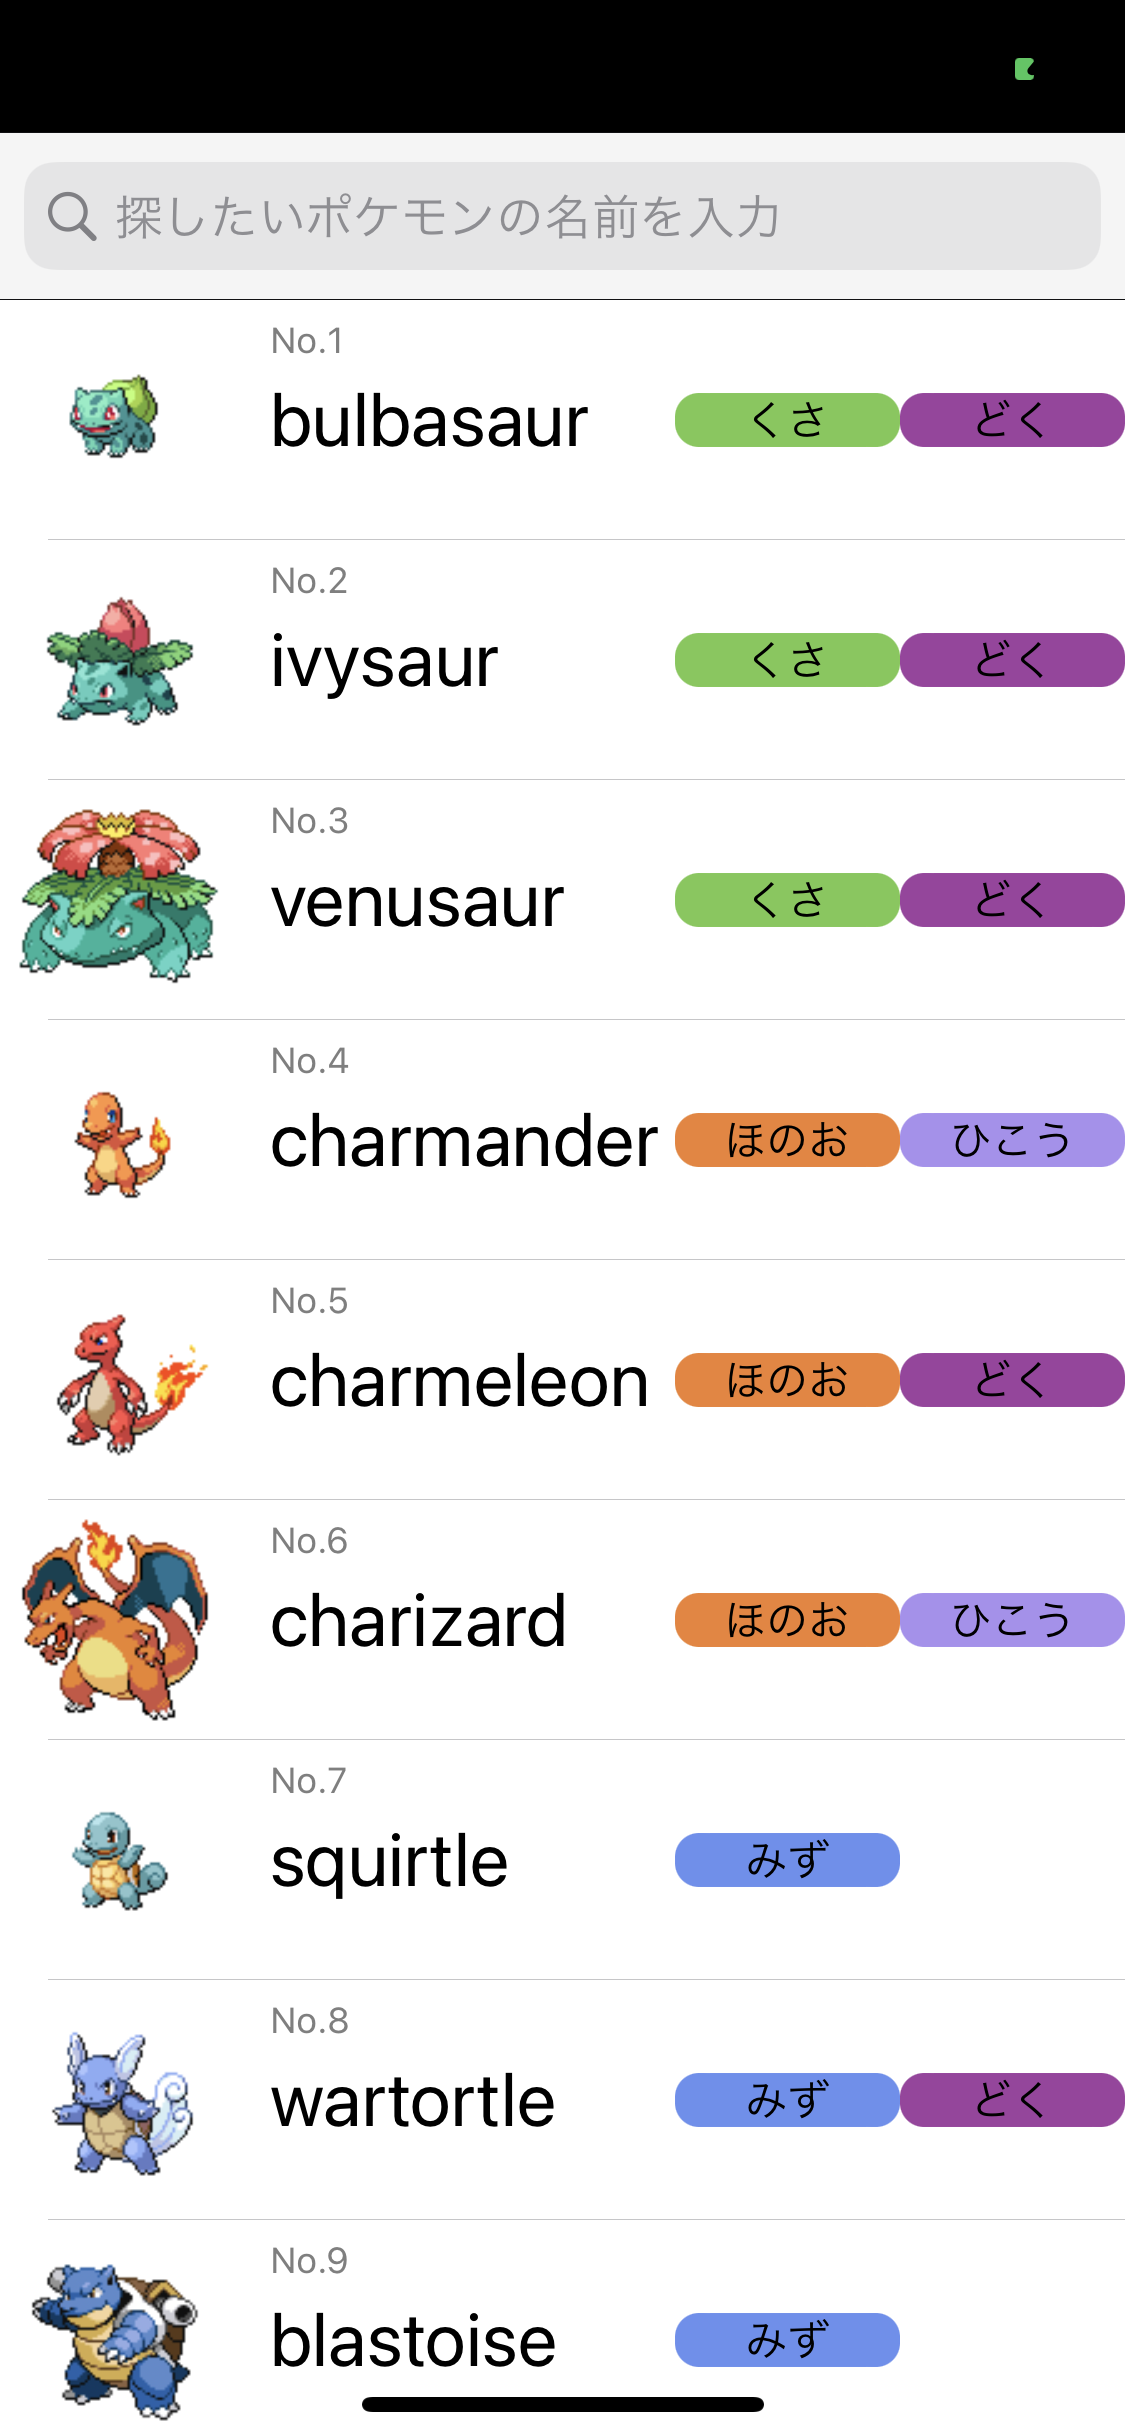 探したいポケモンの名前を入力
No.1
bulbasaur くさ どく
No.2
ivysaur くさ どく
No.3
venusaur くさ どく
No.4
charmander ほのお ひこう
No.5
charmeleon ほのお どく
No.6
charizard ほのお ひこう
No.7
squirtle みず
No.8
wartortle みず どく
No.9
blastoise みず